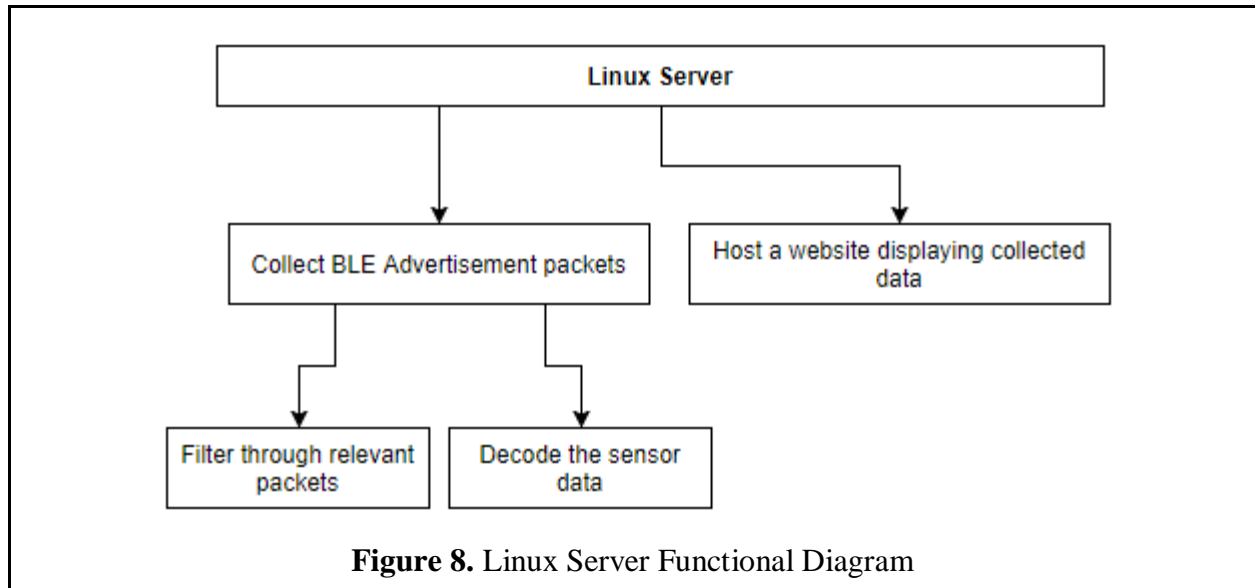 Linux Server
Collect BLE Advertisement packets
Host a website displaying collected
data
Filter through relevant
packets
Decode the sensor
data
Figure 8. Linux Server Functional Diagram